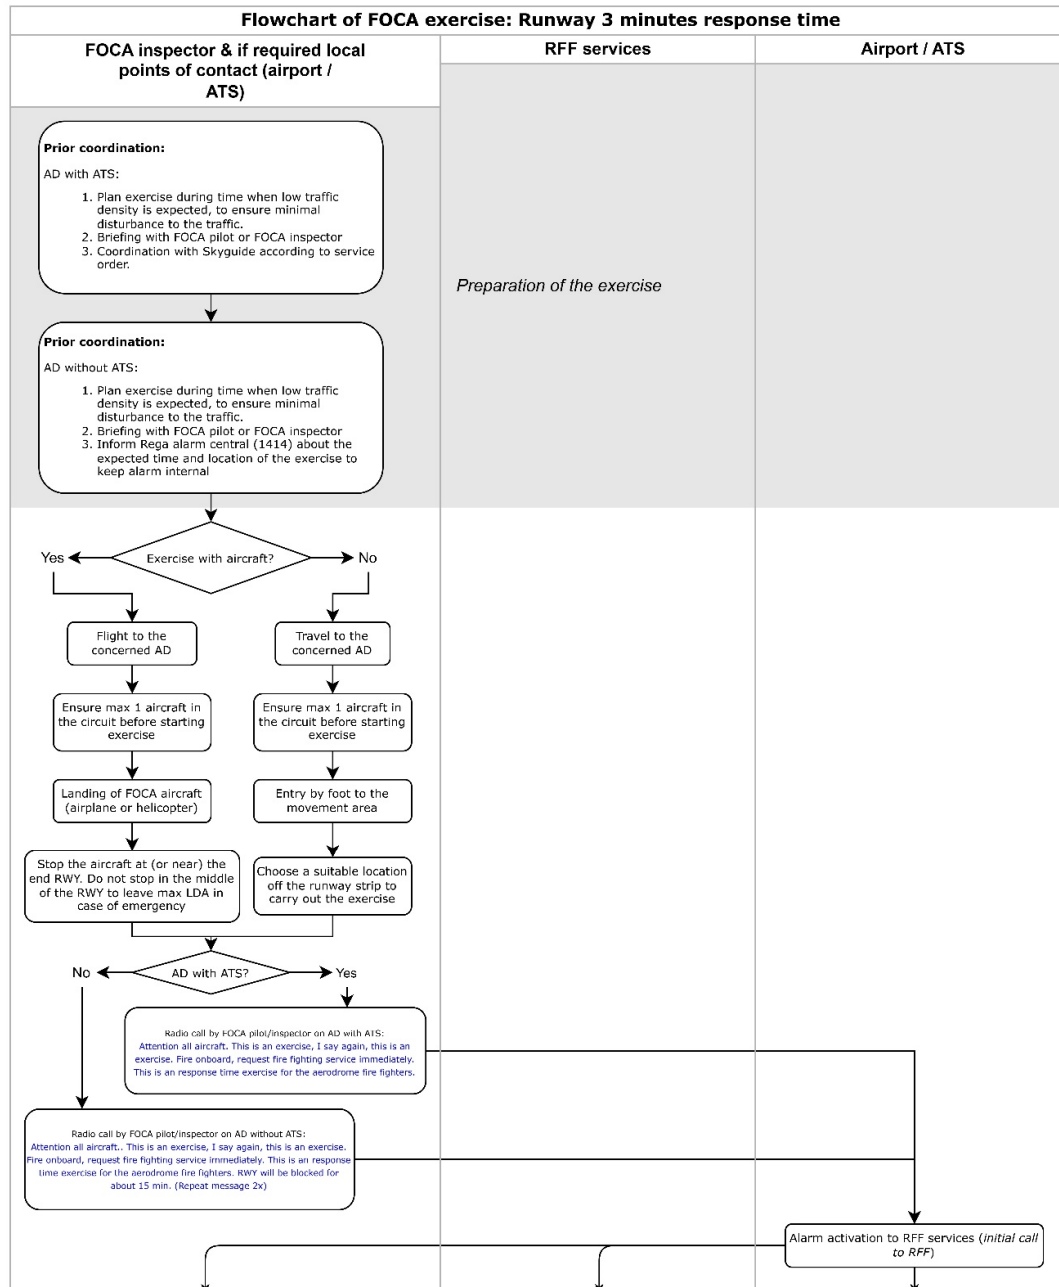 Flowchart of FOCA exercise: Runway 3 minutes response time
FOCA inspector & if required local
points of contact (airport /
ATS)
RFF services
Airport / ATS
Prior coordination:
AD with ATS:
1. Plan exercise during time when low traffic
density is expected, to ensure minimal
disturbance to the traffic.
2. Briefing with FOCA pilot or FOCA inspector
3. Coordination with Skyguide according to service
order.
Preparation of the exercise
Prior coordination:
AD without ATS:
1. Plan exercise during time when low traffic
density is expected, to ensure minimal
disturbance to the traffic.
2. Briefing with FOCA pilot or FOCA inspector
3. Inform Rega alarm central (1414) about the
expected time and location of the exercise to
keep alarm internal
Yes
Exercise with aircraft?
No
Flight to the
concerned AD
Travel to the
concerned AD
Ensure max 1 aircraft in
the circuit before starting
exercise
Ensure max 1 aircraft in
the circuit before starting
exercise
Landing of FOCA aircraft
(airplane or helicopter)
Entry by foot to the
movement area
Stop the aircraft at (or near) the
end RWY. Do not stop in the middle
of the RWY to leave max LDA in
case of emergency
Choose a suitable location
off the runway strip to
carry out the exercise
No
AD with ATS?
Yes
Radio call by FOCA pilot/inspector on AD with ATS:
Attention all aircraft. This is an exercise, I say again, this is an
exercise. Fire onboard, request fire fighting service immediately.
This is an response time exercise for the aerodrome fire fighters.
Radio call by FOCA pilot/inspector on AD without ATS:
Attention all aircraft.. This is an exercise, I say again, this is an exercise.
Fire onboard, request fire fighting service immediately. This is an response
time exercise for the aerodrome fire fighters. RWY will be blocked for
about 15 min. (Repeat message 2x)
Alarm activation to RFF services (initial call
to RFF)